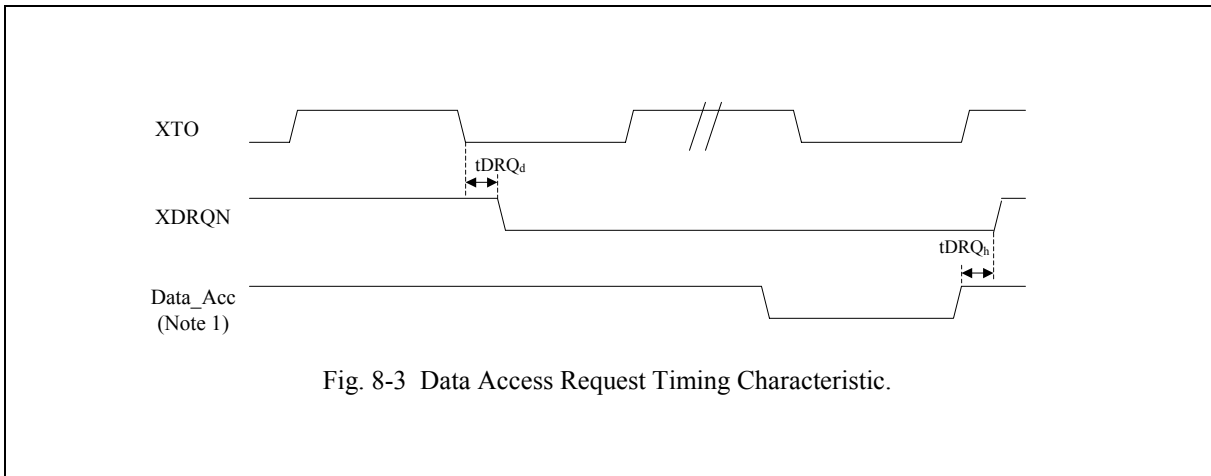 XTO
tDRQd
XDRQN
tDRQh
Data_Acc
(Note 1)
Fig. 8-3 Data Access Request Timing Characteristic.